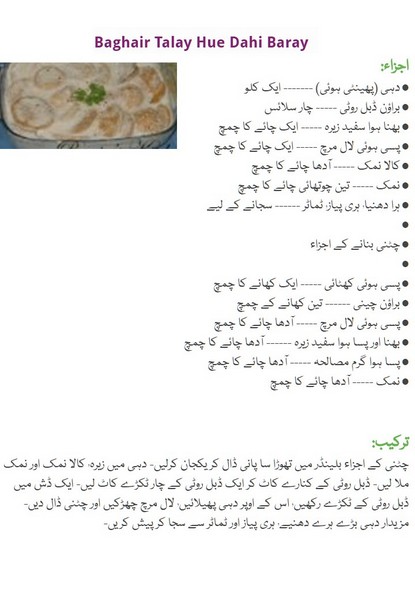 Baghair Talay Hue Dahi Baray
اجزاء:
● دہی (پھینٹی ہوئی) ------- ایک کلو
● براؤن ڈبل روٹی ----- چار سلائس
● بھنا ہوا سفید زیرہ ----- ایک چائے کا چمچ
● پسی ہوئی لال مرچ ----- ایک چائے کا چمچ
● کالا نمک ----- آدھا چائے کا چمچ
● نمک ----- تین چوتھائی چائے کا چمچ
● ہرا دھنیا، ہری پیاز، ٹماٹر ------ سجانے کے لیے
●
● چٹنی بنانے کے اجزاء
●
● پسی ہوئی کھٹائی ----- ایک کھانے کا چمچ
● براؤن چینی ------ تین کھانے کے چمچ
● پسی ہوئی لال مرچ ----- آدھا چائے کا چمچ
● بھنا اور پسا ہوا سفید زیرہ ------ آدھا چائے کا چمچ
● پسا ہوا گرم مصالحہ ----- آدھا چائے کا چمچ
● نمک ----- آدھا چائے کا چمچ
ترکیب:
چٹنی کے اجزاء بلینڈر میں تھوڑا سا پانی ڈال کر یکجان کرلیں- دہی میں زیرہ، کالا نمک اور نمک
ملا لیں- ڈبل روٹی کے کنارے کاٹ کر ایک ڈبل روٹی کے چار ٹکڑے کاٹ لیں- ایک ڈش میں
ڈبل روٹی کے ٹکڑے رکھیں، اس کے اوپر دہی پھیلائیں، لال مرچ چھڑکیں اور چٹنی ڈال دیں-
مزیدار دہی بڑے ہرے دھنیے، ہری پیاز اور ٹماٹر سے سجا کر پیش کریں-